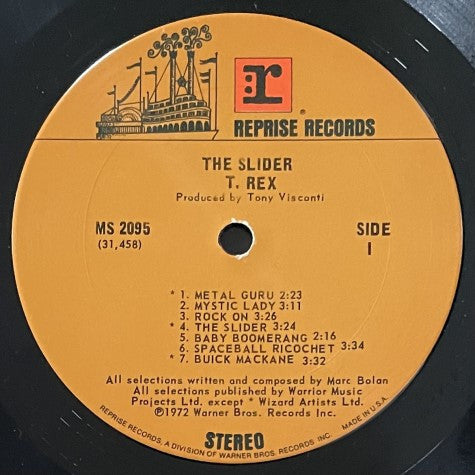 r
®
REPRISE RECORDS
THE SLIDER
T. REX
Produced by Tony Visconti
MS 2095
(31,458)
SIDE
1
* 1. METAL GURU 2:23
2. MYSTIC LADY 3:11
3. ROCK ON 3:26
* 4. THE SLIDER 3:24
5. BABY BOOMERANG 2:16
6. SPACEBALL RICOCHET 3:34
* 7. BUICK MACKANE 3:32
All selections written and composed by Marc Bolan
All selections published by Warrior Music
Projects Ltd. except * Wizard Artists Ltd.
℗1972 Warner Bros. Records Inc.
REPRISE RECORDS, A DIVISION OF WARNER BROS. RECORDS, INC.
MADE IN U.S.A.
STEREO